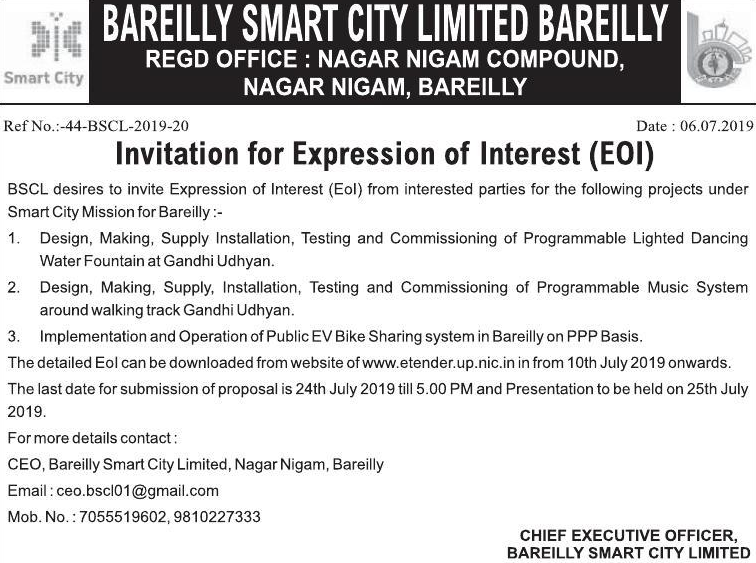 BAREILLY SMART CITY LIMITED BAREILLY
REGD OFFICE : NAGAR NIGAM COMPOUND,
NAGAR NIGAM, BAREILLY
Smart City
Ref No.:-44-BSCL-2019-20
Date : 06.07.2019
Invitation for Expression of Interest (EOI)
BSCL desires to invite Expression of Interest (EoI) from interested parties for the following projects under
Smart City Mission for Bareilly :-
1. Design, Making, Supply Installation, Testing and Commissioning of Programmable Lighted Dancing
Water Fountain at Gandhi Udhyan.
2. Design, Making, Supply, Installation, Testing and Commissioning of Programmable Music System
around walking track Gandhi Udhyan.
3. Implementation and Operation of Public EV Bike Sharing system in Bareilly on PPP Basis.
The detailed EoI can be downloaded from website of www.etender.up.nic.in in from 10th July 2019 onwards.
The last date for submission of proposal is 24th July 2019 till 5.00 PM and Presentation to be held on 25th July
2019.
For more details contact :
CEO, Bareilly Smart City Limited, Nagar Nigam, Bareilly
Email : ceo.bscl01@gmail.com
Mob. No. : 7055519602, 9810227333
CHIEF EXECUTIVE OFFICER,
BAREILLY SMART CITY LIMITED